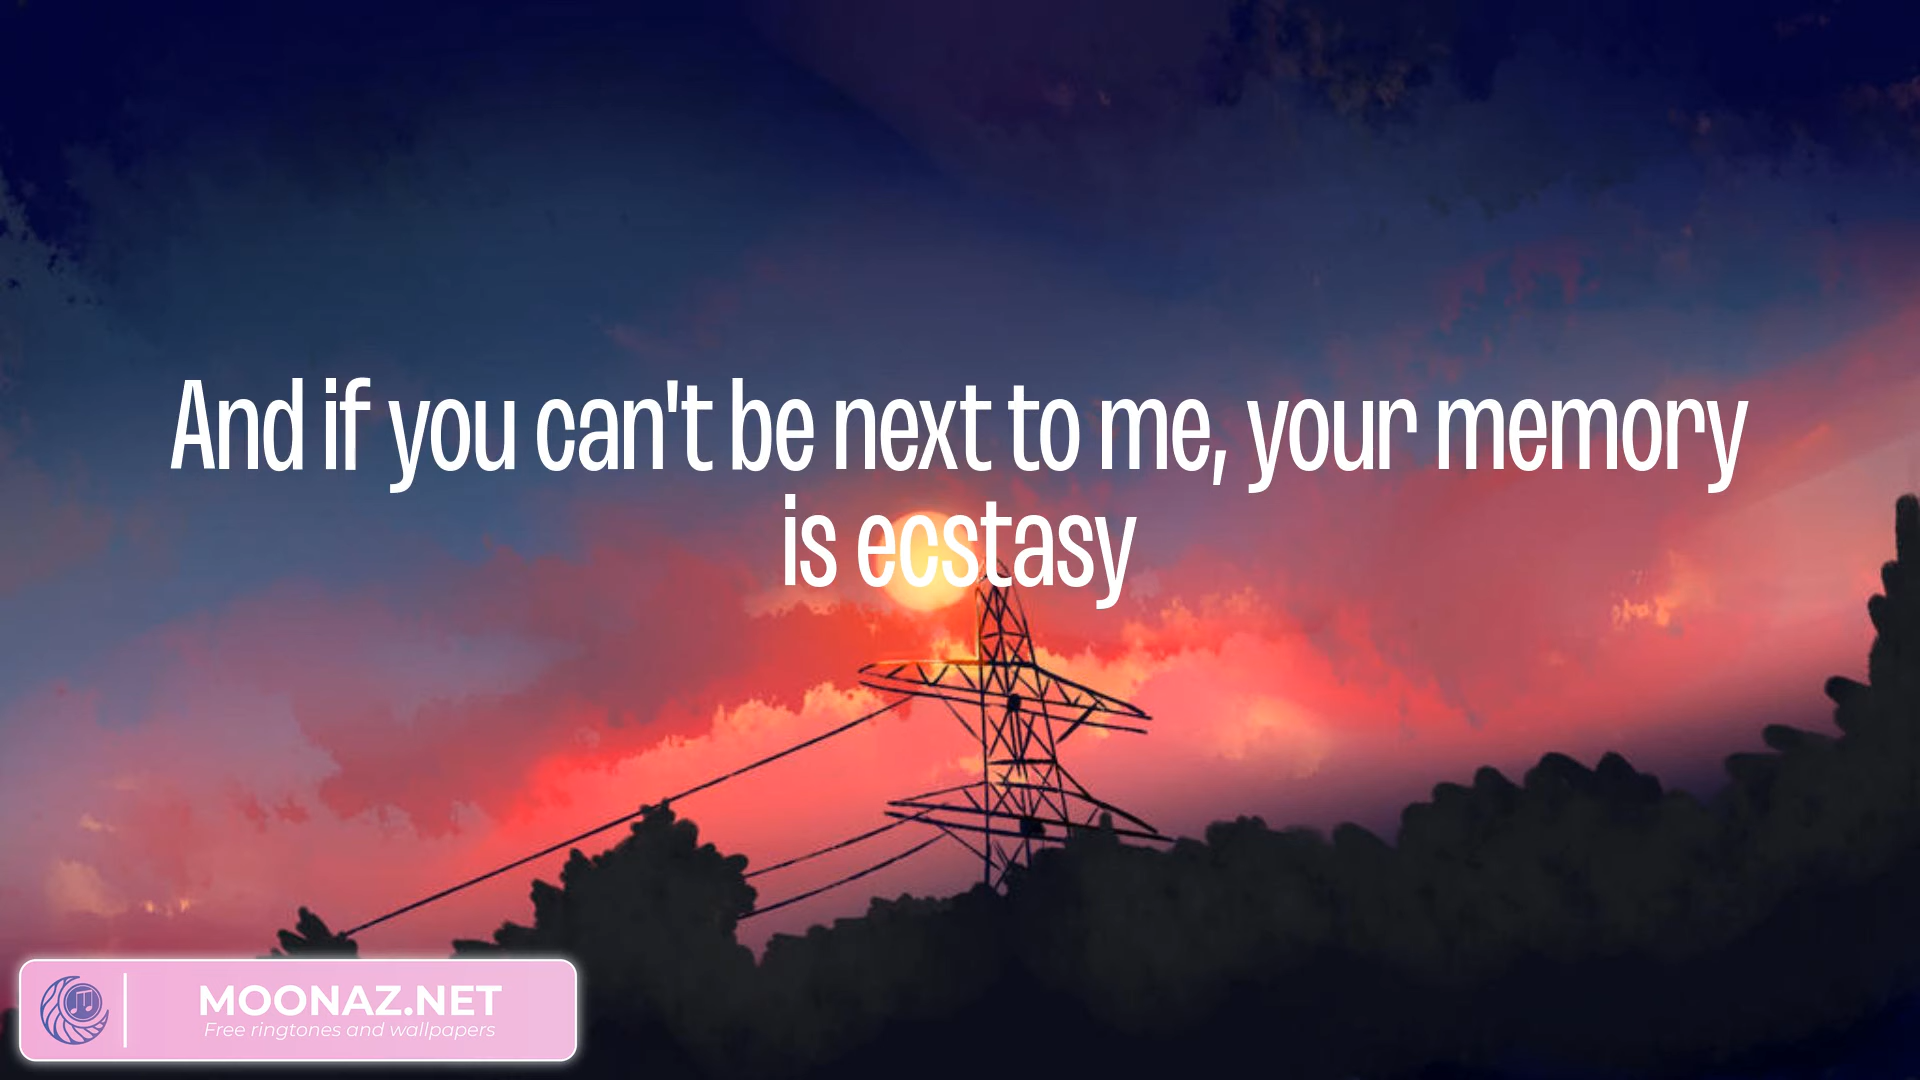 And if you can't be next to me, your memory
is ecstasy
MOONAZ.NET
Free ringtones and wallpapers